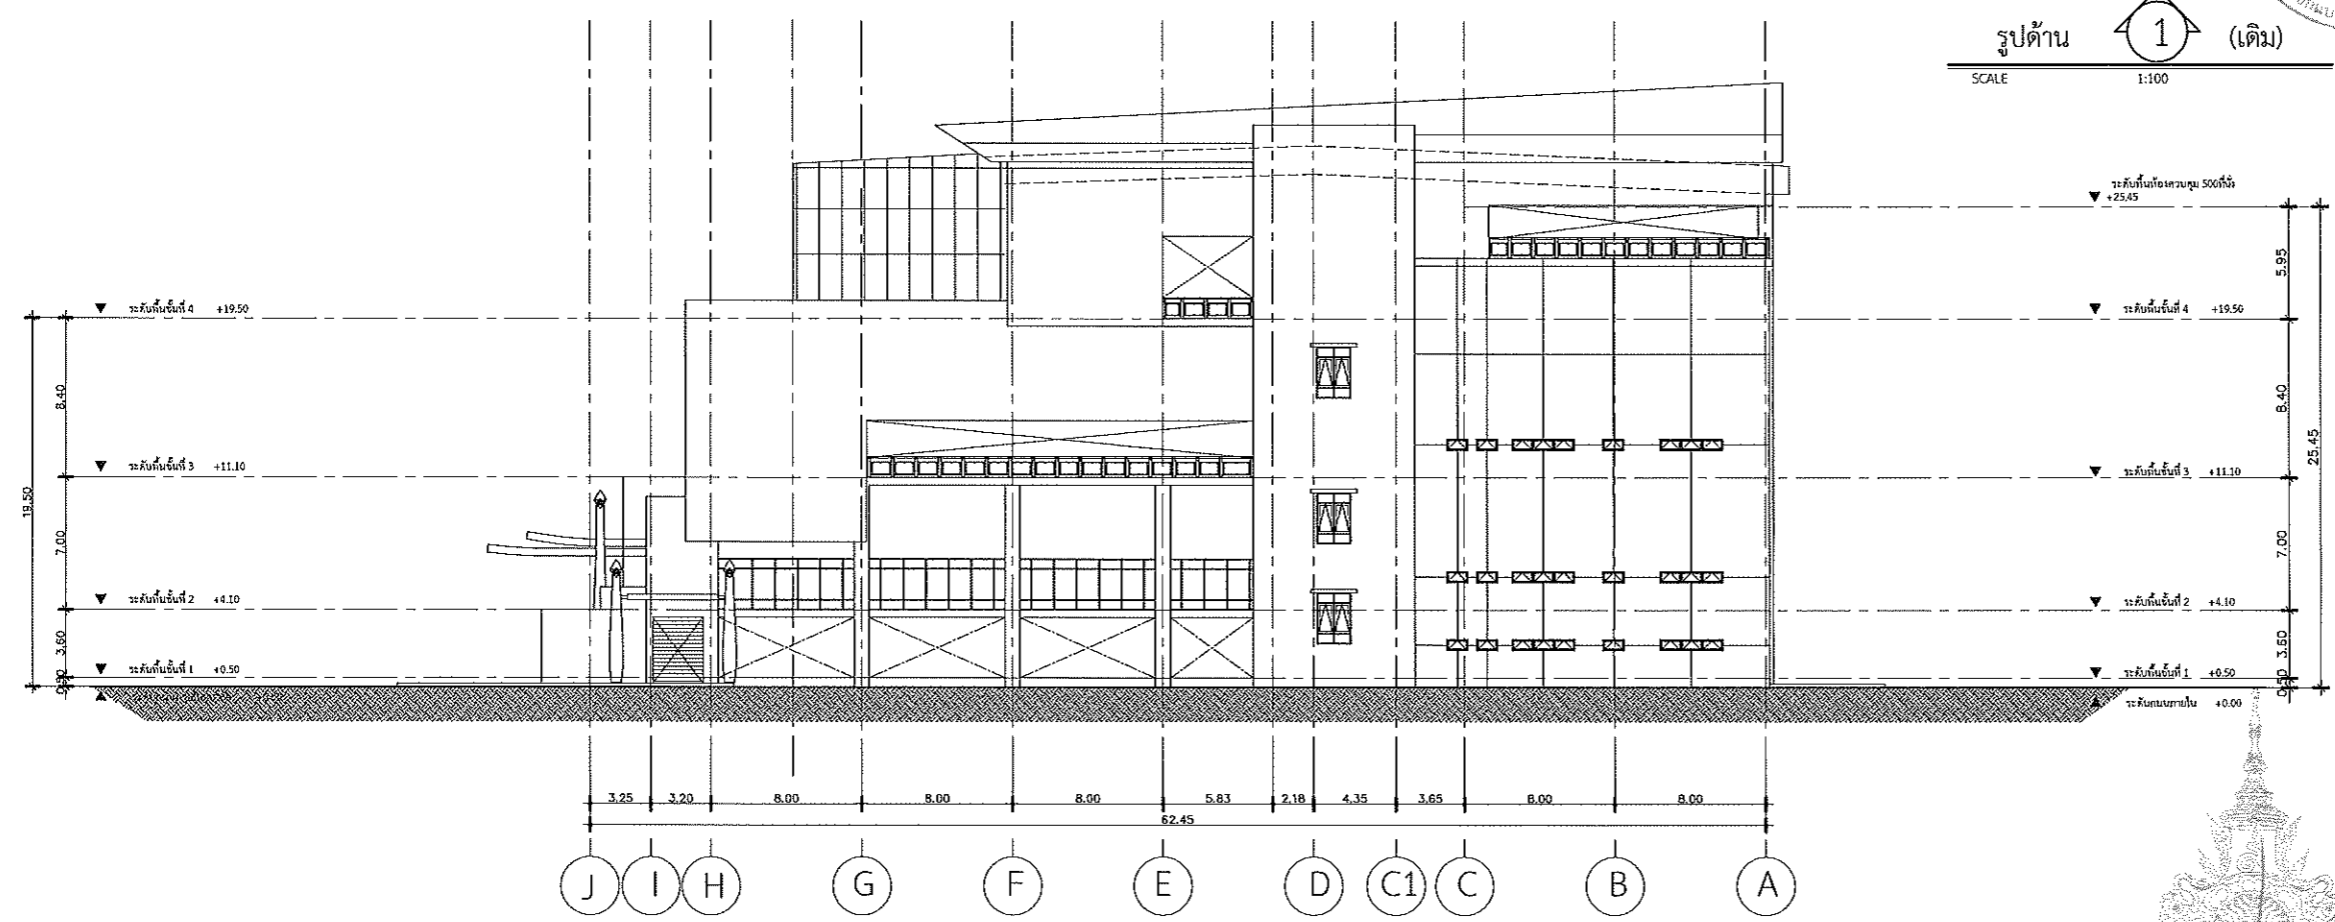 รูปด้าน 1 (เดิม)
SCALE 1:100
ระดับพื้นห้องควบคุม 500ที่นั่ง
+25.45
ระดับพื้นชั้นที่ 4 +19.50
ระดับพื้นชั้นที่ 4 +19.50
ระดับพื้นชั้นที่ 3 +11.10
ระดับพื้นชั้นที่ 3 +11.10
ระดับพื้นชั้นที่ 2 +4.10
ระดับพื้นชั้นที่ 2 +4.10
ระดับพื้นชั้นที่ 1 +0.50
ระดับพื้นชั้นที่ 1 +0.50
ระดับถนนภายใน +0.00
19.50
8.40
7.00
3.60
0.50
5.95
8.40
7.00
3.60
0.50
25.45
3.25 3.20 8.00 8.00 8.00 5.83 2.18 4.35 3.65 8.00 8.00
62.45
J I H G F E D C1 C B A